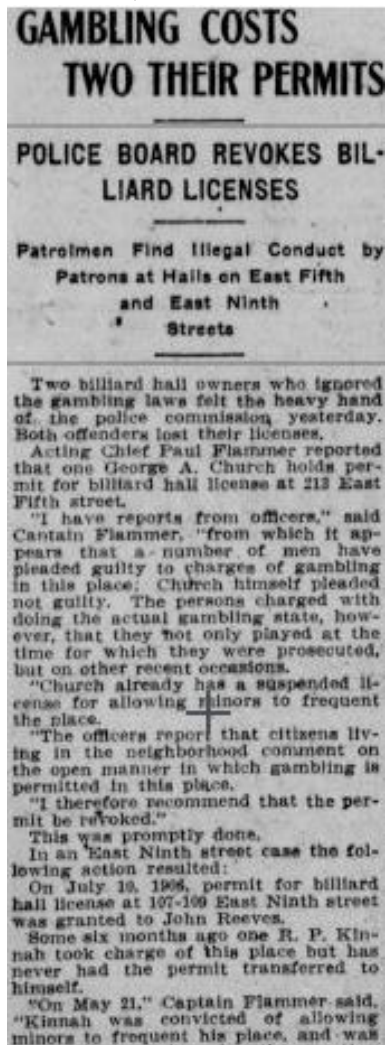 GAMBLING COSTS
TWO THEIR PERMITS
POLICE BOARD REVOKES BIL-
LIARD LICENSES
Patrolmen Find Illegal Conduct by
Patrons at Halls on East Fifth
and East Ninth
Streets
Two billiard hall owners who ignored
the gambling laws felt the heavy hand
of the police commission yesterday.
Both offenders lost their licenses.
Acting Chief Paul Flammer reported
that one George A. Church holds per-
mit for billiard hall license at 213 East
Fifth street.
"I have reports from officers," said
Captain Flammer, "from which it ap-
pears that a number of men have
pleaded guilty to charges of gambling
in this place; Church himself pleaded
not guilty. The persons charged with
doing the actual gambling state, how-
ever, that they not only played at the
time for which they were prosecuted,
but on other recent occasions.
"Church already has a suspended li-
cense for allowing minors to frequent
the place.
"The officers report that citizens liv-
ing in the neighborhood comment on
the open manner in which gambling is
permitted in this place.
"I therefore recommend that the per-
mit be revoked."
This was promptly done.
In an East Ninth street case the fol-
lowing action resulted:
On July 10, 1906, permit for billiard
hall license at 107-109 East Ninth street
was granted to John Reeves.
Some six months ago one R. P. Kin-
nah took charge of this place but has
never had the permit transferred to
himself.
"On May 21," Captain Flammer said,
"Kinnah was convicted of allowing
minors to frequent his place, and was